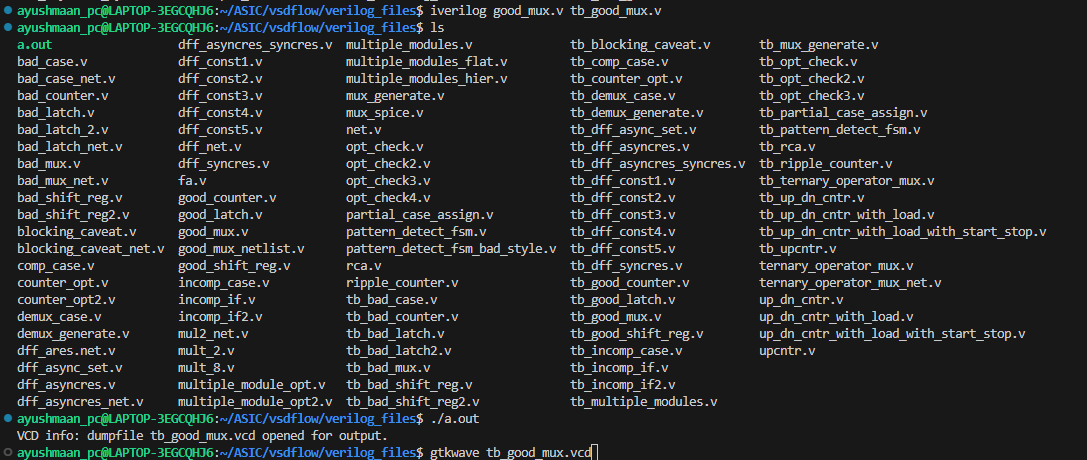 ayushmaan_pc@LAPTOP-3EGCQHJ6:~/ASIC/vsdflow/verilog_files$ iverilog good_mux.v tb_good_mux.v
ayushmaan_pc@LAPTOP-3EGCQHJ6:~/ASIC/vsdflow/verilog_files$ ls
a.out dff_asyncres_syncres.v multiple_modules.v tb_blocking_caveat.v tb_mux_generate.v
bad_case.v dff_const1.v multiple_modules_flat.v tb_comp_case.v tb_opt_check.v
bad_case_net.v dff_const2.v multiple_modules_hier.v tb_counter_opt.v tb_opt_check2.v
bad_counter.v dff_const3.v mux_generate.v tb_demux_case.v tb_opt_check3.v
bad_latch.v dff_const4.v mux_spice.v tb_demux_generate.v tb_partial_case_assign.v
bad_latch_2.v dff_const5.v net.v tb_dff_async_set.v tb_pattern_detect_fsm.v
bad_latch_net.v dff_net.v opt_check.v tb_dff_asyncres.v tb_rca.v
bad_mux.v dff_syncres.v opt_check2.v tb_dff_asyncres_syncres.v tb_ripple_counter.v
bad_mux_net.v fa.v opt_check3.v tb_dff_const1.v tb_ternary_operator_mux.v
bad_shift_reg.v good_counter.v opt_check4.v tb_dff_const2.v tb_up_dn_cntr.v
bad_shift_reg2.v good_latch.v partial_case_assign.v tb_dff_const3.v tb_up_dn_cntr_with_load.v
blocking_caveat.v good_mux.v pattern_detect_fsm.v tb_dff_const4.v tb_up_dn_cntr_with_load_with_start_stop.v
blocking_caveat_net.v good_mux_netlist.v pattern_detect_fsm_bad_style.v tb_dff_const5.v tb_upcntr.v
comp_case.v good_shift_reg.v rca.v tb_dff_syncres.v ternary_operator_mux.v
counter_opt.v incomp_case.v ripple_counter.v tb_good_counter.v ternary_operator_mux_net.v
counter_opt2.v incomp_if.v tb_bad_case.v tb_good_latch.v up_dn_cntr.v
demux_case.v incomp_if2.v tb_bad_counter.v tb_good_mux.v up_dn_cntr_with_load.v
demux_generate.v mul2_net.v tb_bad_latch.v tb_good_shift_reg.v up_dn_cntr_with_load_with_start_stop.v
dff_ares.net.v mult_2.v tb_bad_latch2.v tb_incomp_case.v upcntr.v
dff_async_set.v mult_8.v tb_bad_mux.v tb_incomp_if.v
dff_asyncres.v multiple_module_opt.v tb_bad_shift_reg.v tb_incomp_if2.v
dff_asyncres_net.v multiple_module_opt2.v tb_bad_shift_reg2.v tb_multiple_modules.v
ayushmaan_pc@LAPTOP-3EGCQHJ6:~/ASIC/vsdflow/verilog_files$ ./a.out
VCD info: dumpfile tb_good_mux.vcd opened for output.
ayushmaan_pc@LAPTOP-3EGCQHJ6:~/ASIC/vsdflow/verilog_files$ gtkwave tb_good_mux.vcd